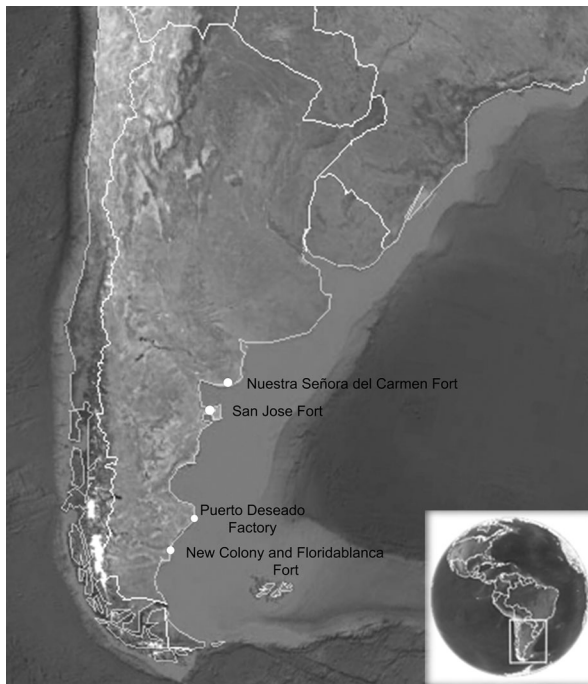 Nuestra Señora del Carmen Fort
San Jose Fort
Puerto Deseado
Factory
New Colony and Floridablanca
Fort